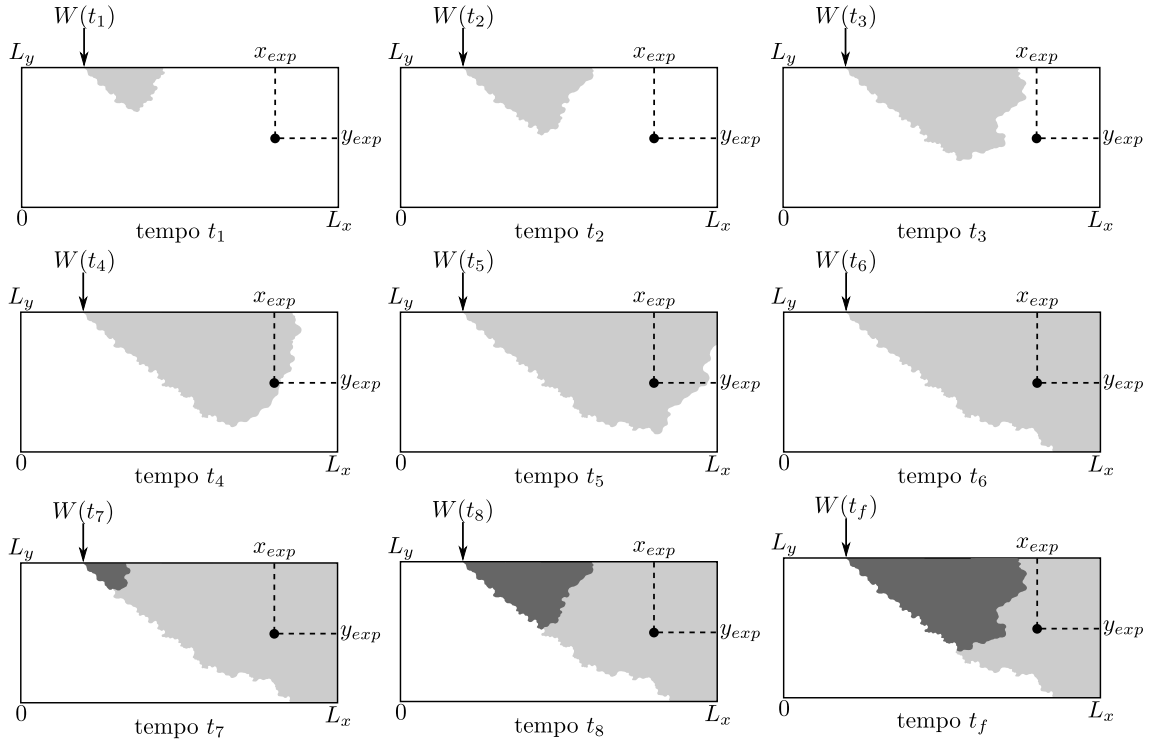 W(t₁) W(t₂) W(t₃)
L_y x_exp L_y x_exp L_y x_exp
y_exp y_exp y_exp
0 L_x 0 L_x 0 L_x
tempo t₁ tempo t₂ tempo t₃
W(t₄) W(t₅) W(t₆)
L_y x_exp L_y x_exp L_y x_exp
y_exp y_exp y_exp
0 L_x 0 L_x 0 L_x
tempo t₄ tempo t₅ tempo t₆
W(t₇) W(t₈) W(t_f)
L_y x_exp L_y x_exp L_y x_exp
y_exp y_exp y_exp
0 L_x 0 L_x 0 L_x
tempo t₇ tempo t₈ tempo t_f